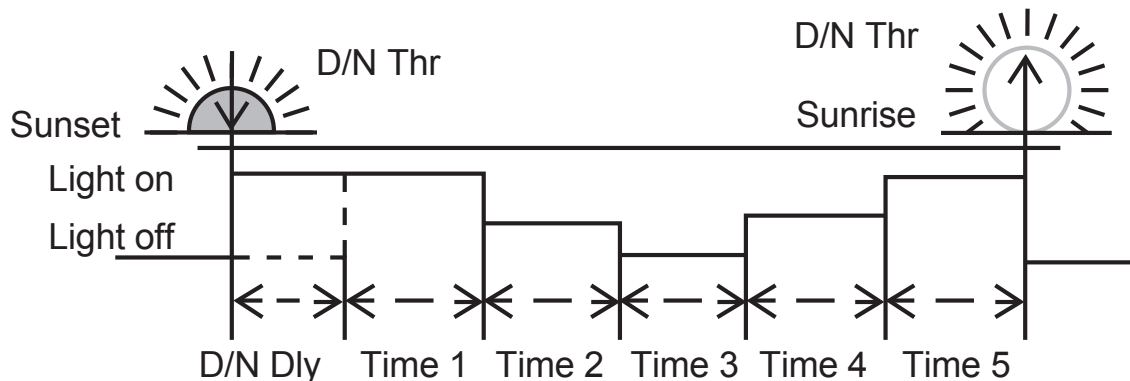 D/N Thr
D/N Thr
Sunset
Sunrise
Light on
Light off
D/N Dly Time 1 Time 2 Time 3 Time 4 Time 5